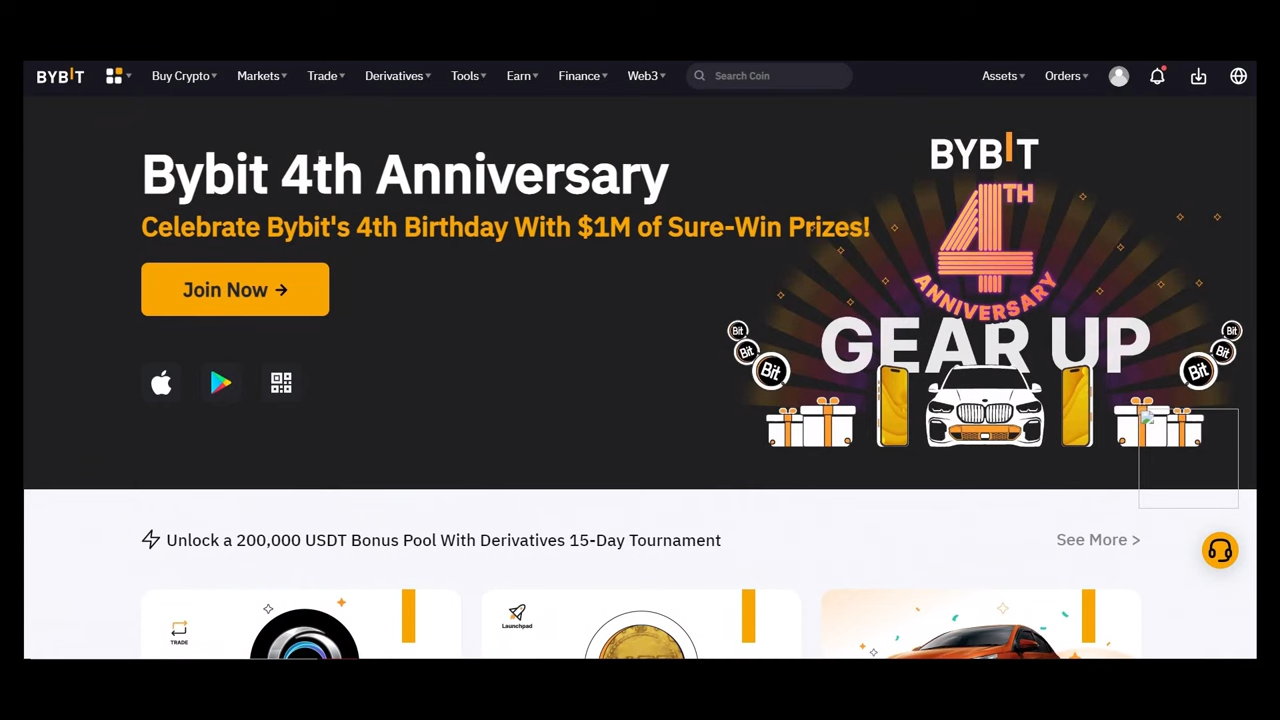 BYBIT
Buy Crypto
Markets
Trade
Derivatives
Tools
Earn
Finance
Web3
Search Coin
Assets
Orders
Bybit 4th Anniversary
Celebrate Bybit's 4th Birthday With $1M of Sure-Win Prizes!
Join Now →
BYBIT
4TH
ANNIVERSARY
GEAR UP
Bit
Bit
Bit
Bit
Bit
Bit
Unlock a 200,000 USDT Bonus Pool With Derivatives 15-Day Tournament
See More >
TRADE
Launchpad